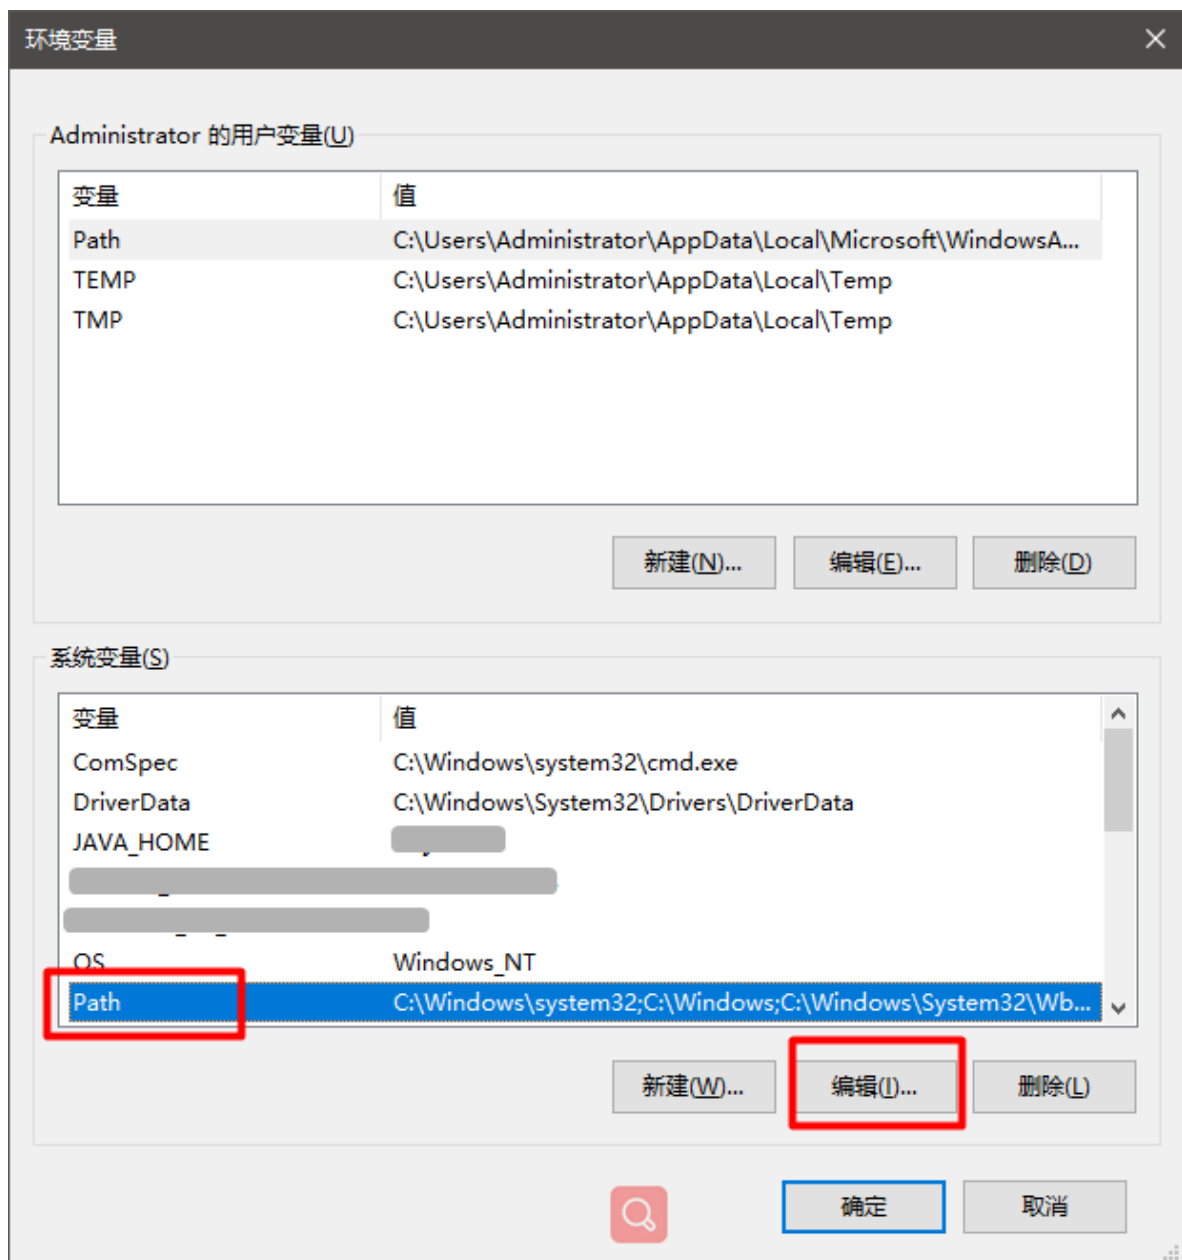 环境变量
Administrator 的用户变量(U)
变量 值
Path C:\Users\Administrator\AppData\Local\Microsoft\WindowsA...
TEMP C:\Users\Administrator\AppData\Local\Temp
TMP C:\Users\Administrator\AppData\Local\Temp
新建(N)... 编辑(E)... 删除(D)
系统变量(S)
变量 值
ComSpec C:\Windows\system32\cmd.exe
DriverData C:\Windows\System32\Drivers\DriverData
JAVA_HOME
OS Windows_NT
Path C:\Windows\system32;C:\Windows;C:\Windows\System32\Wb...
新建(W)... 编辑(I)... 删除(L)
确定 取消